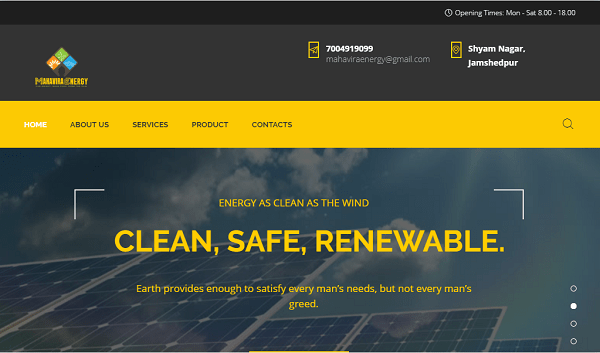 Opening Times: Mon - Sat 8.00 - 18.00
7004919099
mahaviraenergy@gmail.com
Shyam Nagar,
Jamshedpur
MAHAVIRA ENERGY
HOME
ABOUT US
SERVICES
PRODUCT
CONTACTS
ENERGY AS CLEAN AS THE WIND
CLEAN, SAFE, RENEWABLE.
Earth provides enough to satisfy every man's needs, but not every man's
greed.